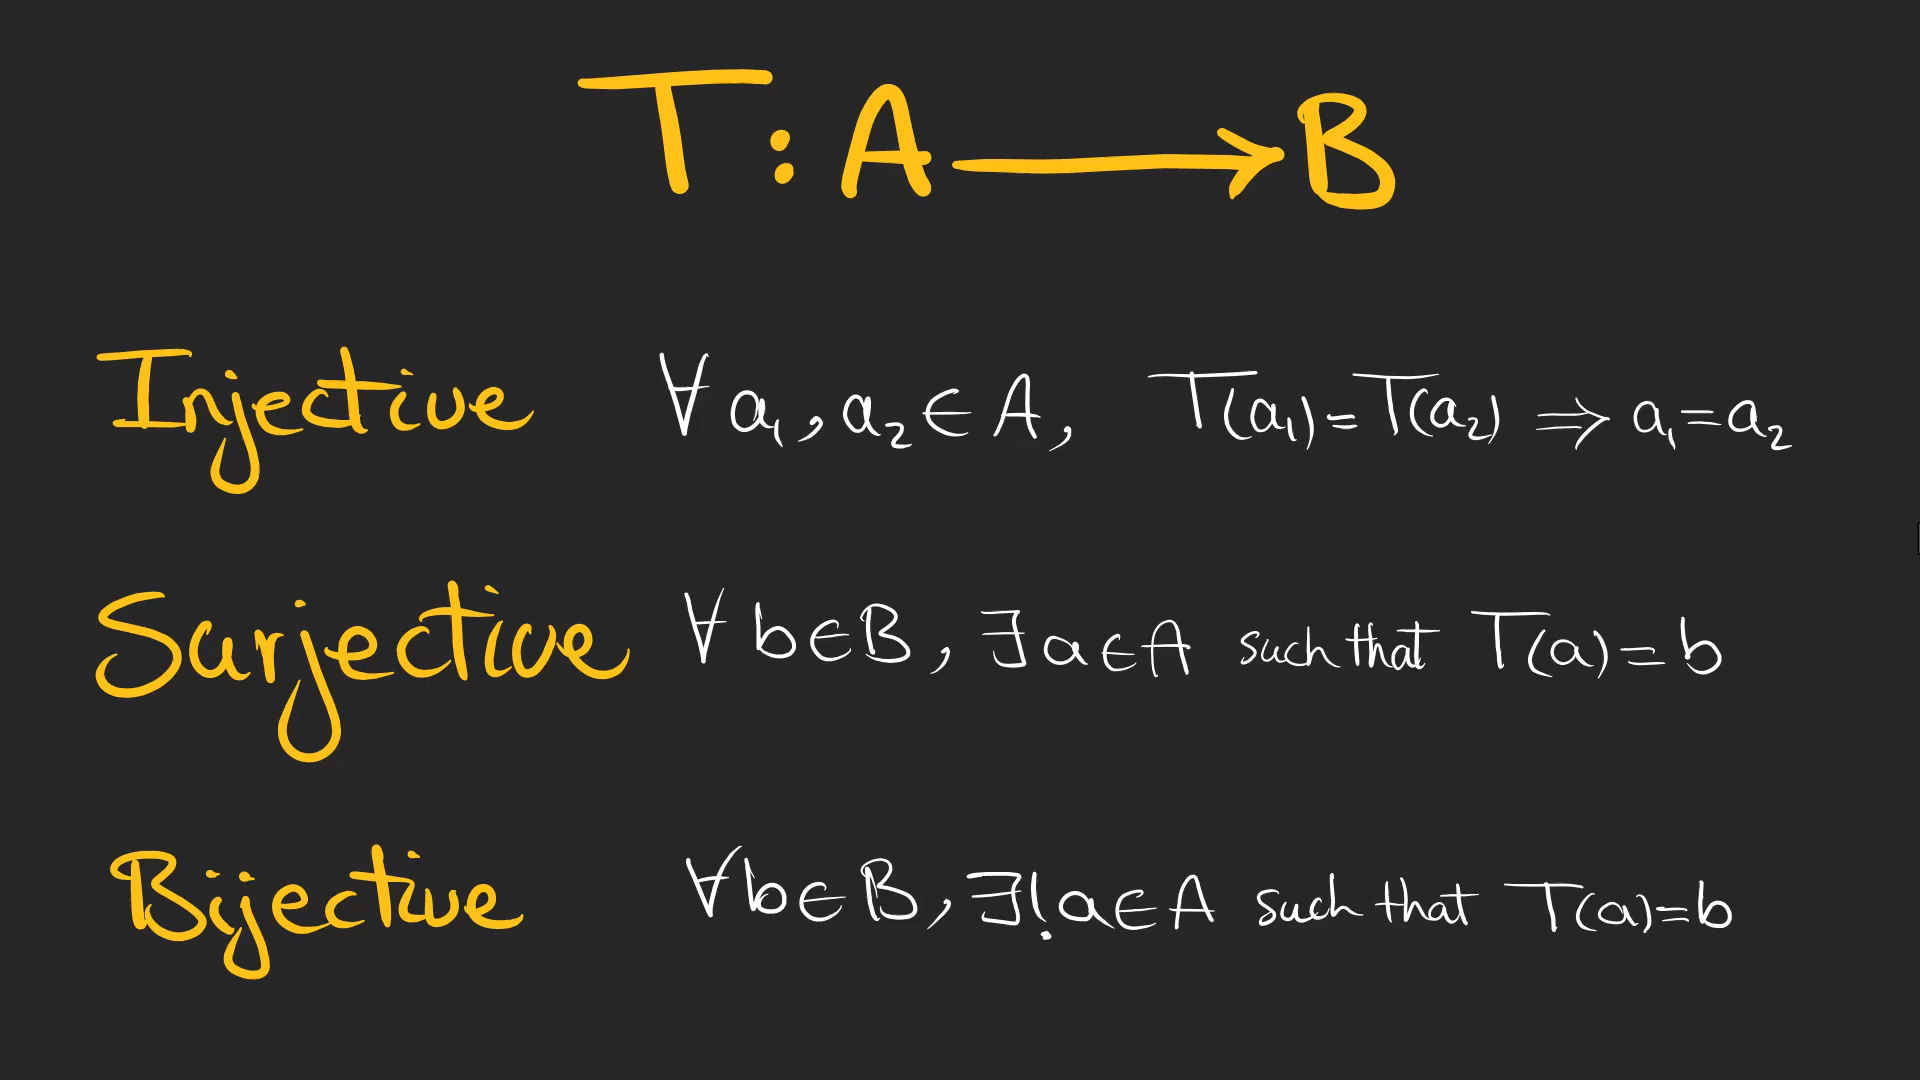 T : A ⟶ B
Injective ∀ a₁, a₂ ∈ A, T(a₁) = T(a₂) ⇒ a₁ = a₂
Surjective ∀ b ∈ B, ∃ a ∈ A such that T(a) = b
Bijective ∀ b ∈ B, ∃! a ∈ A such that T(a) = b